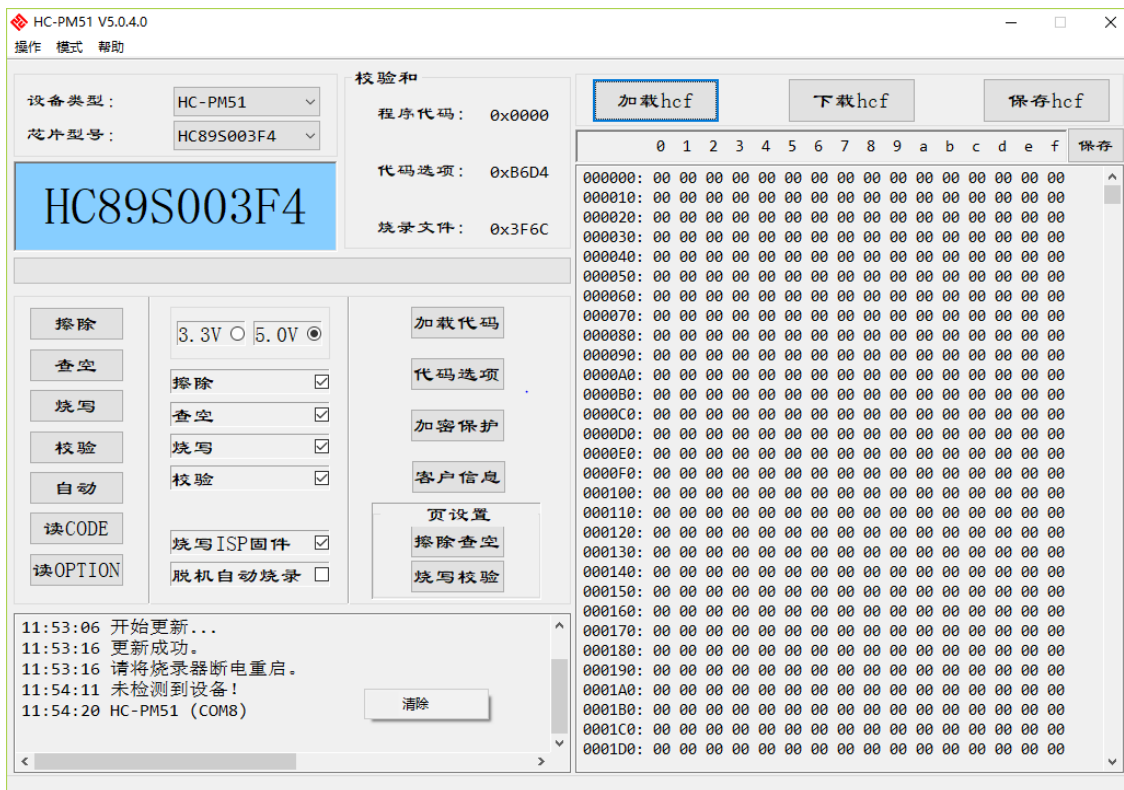 HC-PM51 V5.0.4.0
操作 模式 帮助
设备类型: HC-PM51
芯片型号: HC89S003F4
HC89S003F4
校验和
程序代码: 0x0000
代码选项: 0xB6D4
烧录文件: 0x3F6C
加载hcf 下载hcf 保存hcf
0 1 2 3 4 5 6 7 8 9 a b c d e f 保存
擦除
查空
烧写
校验
自动
读CODE
读OPTION
3.3V 5.0V
擦除
查空
烧写
校验
烧写ISP固件
脱机自动烧录
加载代码
代码选项
加密保护
客户信息
页设置
擦除查空
烧写校验
11:53:06 开始更新...
11:53:16 更新成功。
11:53:16 请将烧录器断电重启。
11:54:11 未检测到设备!
11:54:20 HC-PM51 (COM8)
清除
000000: 00 00 00 00 00 00 00 00 00 00 00 00 00 00 00 00
000010: 00 00 00 00 00 00 00 00 00 00 00 00 00 00 00 00
000020: 00 00 00 00 00 00 00 00 00 00 00 00 00 00 00 00
000030: 00 00 00 00 00 00 00 00 00 00 00 00 00 00 00 00
000040: 00 00 00 00 00 00 00 00 00 00 00 00 00 00 00 00
000050: 00 00 00 00 00 00 00 00 00 00 00 00 00 00 00 00
000060: 00 00 00 00 00 00 00 00 00 00 00 00 00 00 00 00
000070: 00 00 00 00 00 00 00 00 00 00 00 00 00 00 00 00
000080: 00 00 00 00 00 00 00 00 00 00 00 00 00 00 00 00
000090: 00 00 00 00 00 00 00 00 00 00 00 00 00 00 00 00
0000A0: 00 00 00 00 00 00 00 00 00 00 00 00 00 00 00 00
0000B0: 00 00 00 00 00 00 00 00 00 00 00 00 00 00 00 00
0000C0: 00 00 00 00 00 00 00 00 00 00 00 00 00 00 00 00
0000D0: 00 00 00 00 00 00 00 00 00 00 00 00 00 00 00 00
0000E0: 00 00 00 00 00 00 00 00 00 00 00 00 00 00 00 00
0000F0: 00 00 00 00 00 00 00 00 00 00 00 00 00 00 00 00
000100: 00 00 00 00 00 00 00 00 00 00 00 00 00 00 00 00
000110: 00 00 00 00 00 00 00 00 00 00 00 00 00 00 00 00
000120: 00 00 00 00 00 00 00 00 00 00 00 00 00 00 00 00
000130: 00 00 00 00 00 00 00 00 00 00 00 00 00 00 00 00
000140: 00 00 00 00 00 00 00 00 00 00 00 00 00 00 00 00
000150: 00 00 00 00 00 00 00 00 00 00 00 00 00 00 00 00
000160: 00 00 00 00 00 00 00 00 00 00 00 00 00 00 00 00
000170: 00 00 00 00 00 00 00 00 00 00 00 00 00 00 00 00
000180: 00 00 00 00 00 00 00 00 00 00 00 00 00 00 00 00
000190: 00 00 00 00 00 00 00 00 00 00 00 00 00 00 00 00
0001A0: 00 00 00 00 00 00 00 00 00 00 00 00 00 00 00 00
0001B0: 00 00 00 00 00 00 00 00 00 00 00 00 00 00 00 00
0001C0: 00 00 00 00 00 00 00 00 00 00 00 00 00 00 00 00
0001D0: 00 00 00 00 00 00 00 00 00 00 00 00 00 00 00 00